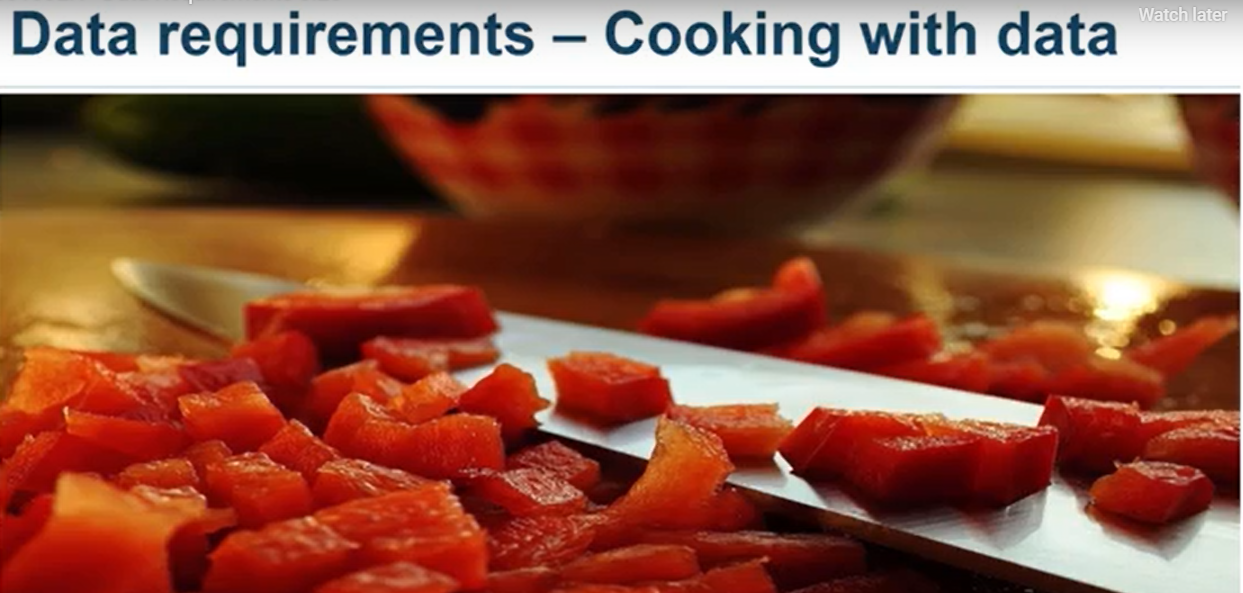 Data requirements – Cooking with data
Watch later